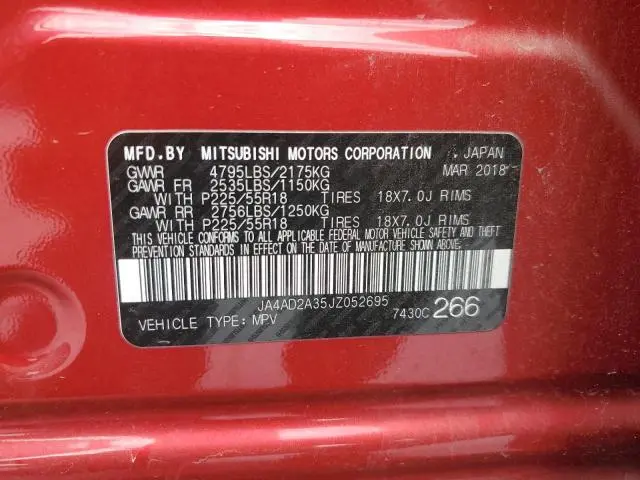 MFD.BY MITSUBISHI MOTORS CORPORATION , JAPAN
GVWR 4795LBS/2175KG MAR 2018
GAWR FR 2535LBS/1150KG
WITH P225/55R18 TIRES 18X7.0J RIMS
GAWR RR 2756LBS/1250KG
WITH P225/55R18 TIRES 18X7.0J RIMS
THIS VEHICLE CONFORMS TO ALL APPLICABLE FEDERAL MOTOR VEHICLE SAFETY, BUMPER AND THEFT
PREVENTION STANDARDS IN EFFECT ON THE DATE OF MANUFACTURE SHOWN ABOVE.
JA4AD2A35JZ052695
VEHICLE TYPE: MPV 7430C 266